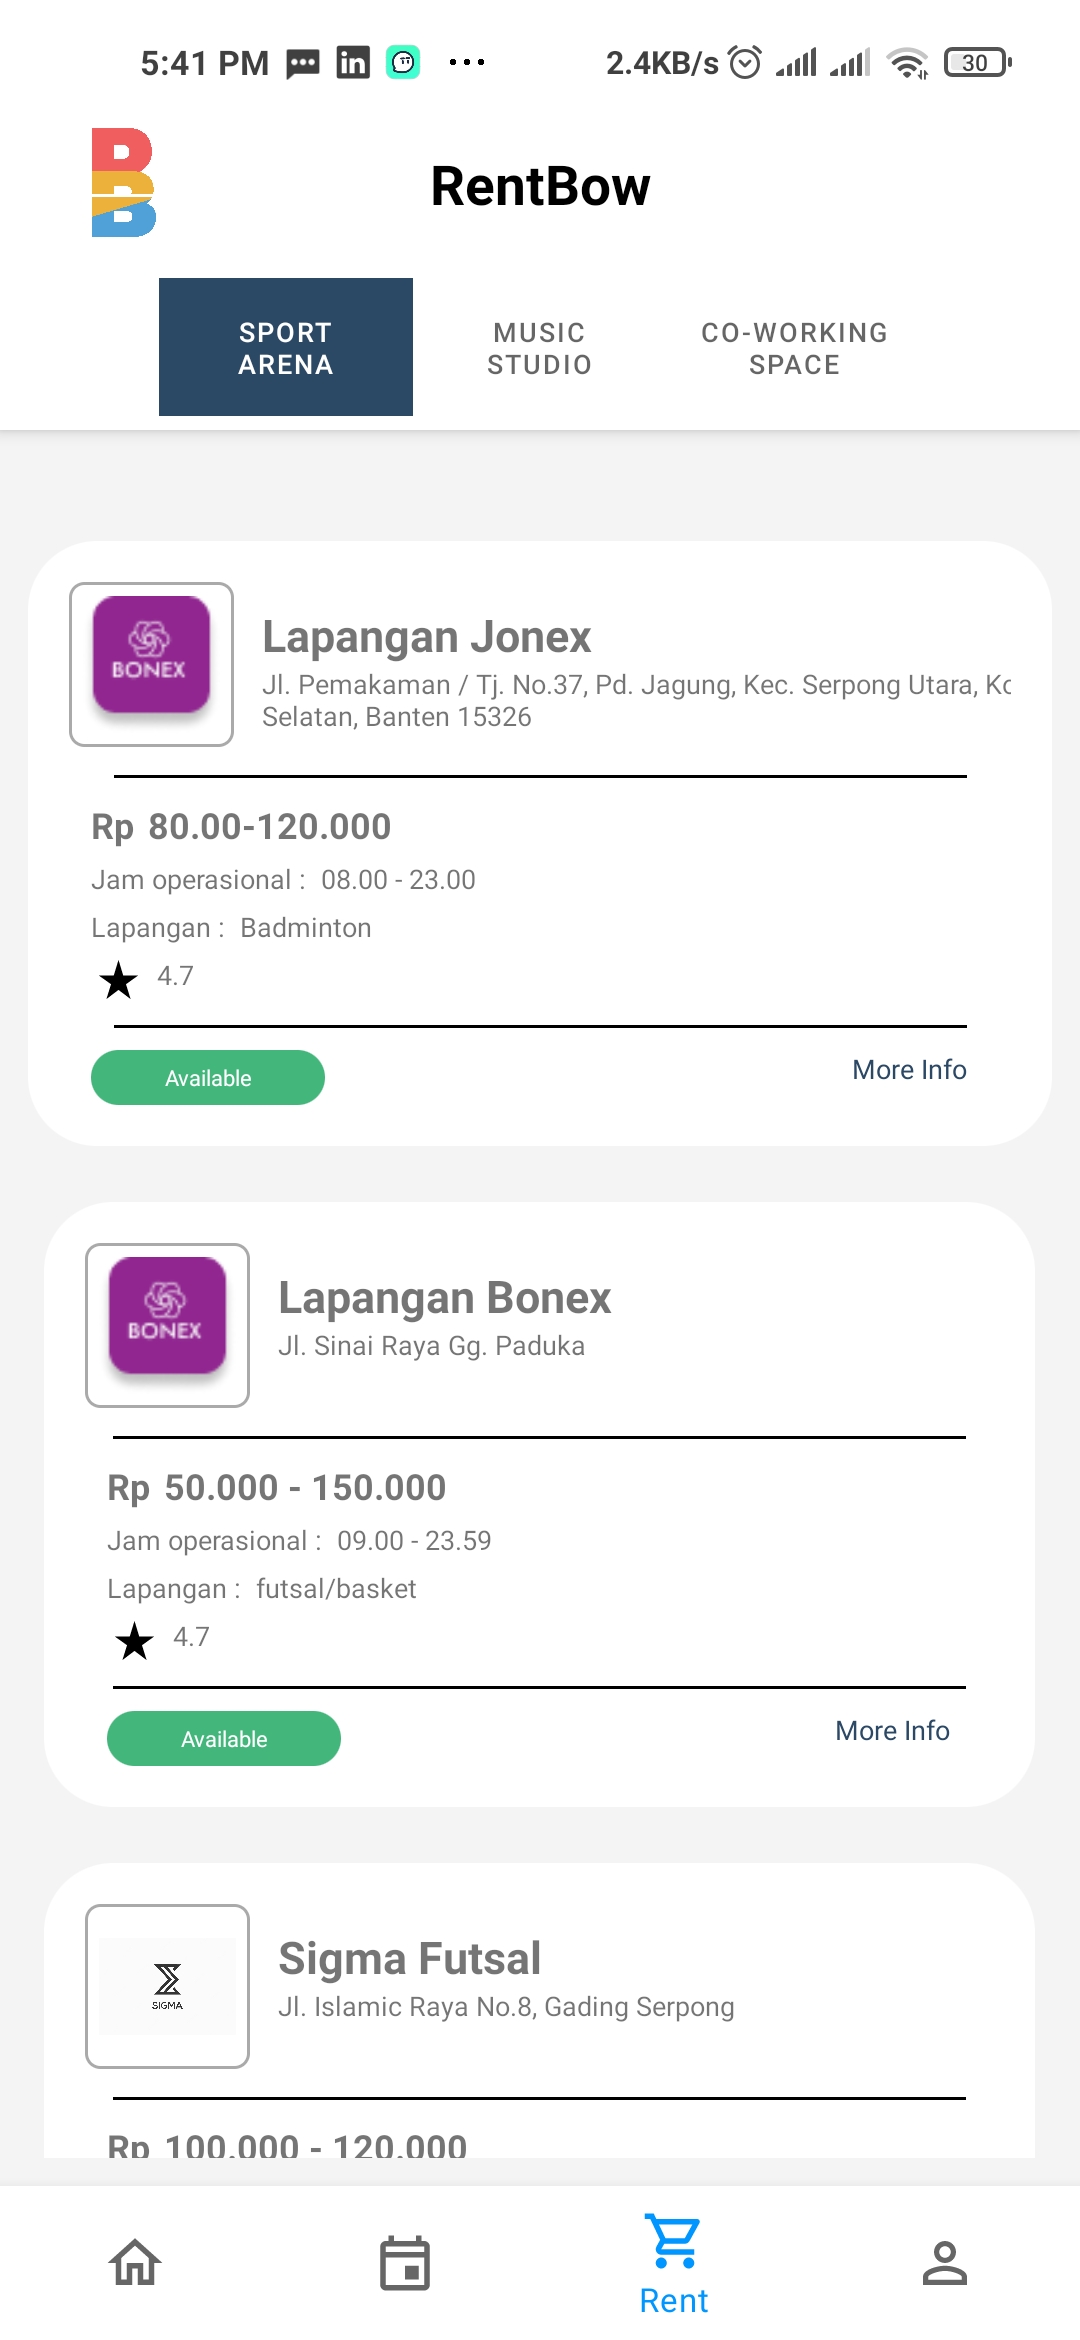 5:41 PM 2.4KB/s 30
RentBow
SPORT
ARENA
MUSIC
STUDIO
CO-WORKING
SPACE
BONEX
Lapangan Jonex
Jl. Pemakaman / Tj. No.37, Pd. Jagung, Kec. Serpong Utara, Kc
Selatan, Banten 15326
Rp 80.00-120.000
Jam operasional : 08.00 - 23.00
Lapangan : Badminton
4.7
Available
More Info
BONEX
Lapangan Bonex
Jl. Sinai Raya Gg. Paduka
Rp 50.000 - 150.000
Jam operasional : 09.00 - 23.59
Lapangan : futsal/basket
4.7
Available
More Info
SIGMA
Sigma Futsal
Jl. Islamic Raya No.8, Gading Serpong
Rp 100.000 - 120.000
Rent